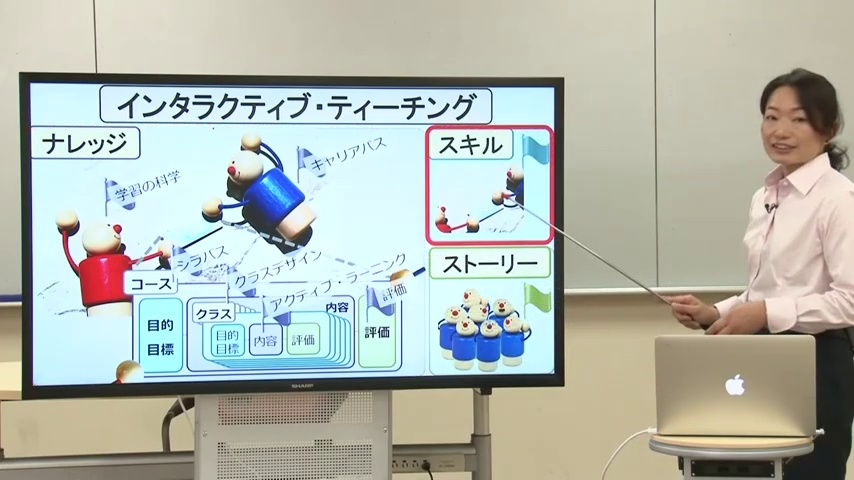 インタラクティブ・ティーチング
ナレッジ
スキル
学習の科学
キャリアパス
シラバス
クラスデザイン
アクティブ・ラーニング
評価
ストーリー
コース
目的
目標
クラス
内容
目的
目標
内容
評価
評価
SHARP